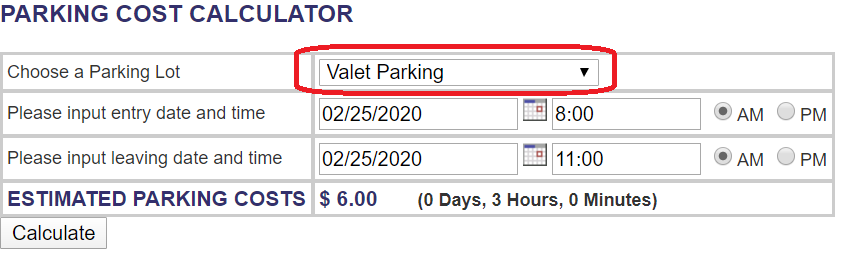 PARKING COST CALCULATOR
Choose a Parking Lot Valet Parking
Please input entry date and time 02/25/2020 8:00 AM PM
Please input leaving date and time 02/25/2020 11:00 AM PM
ESTIMATED PARKING COSTS $ 6.00 (0 Days, 3 Hours, 0 Minutes)
Calculate